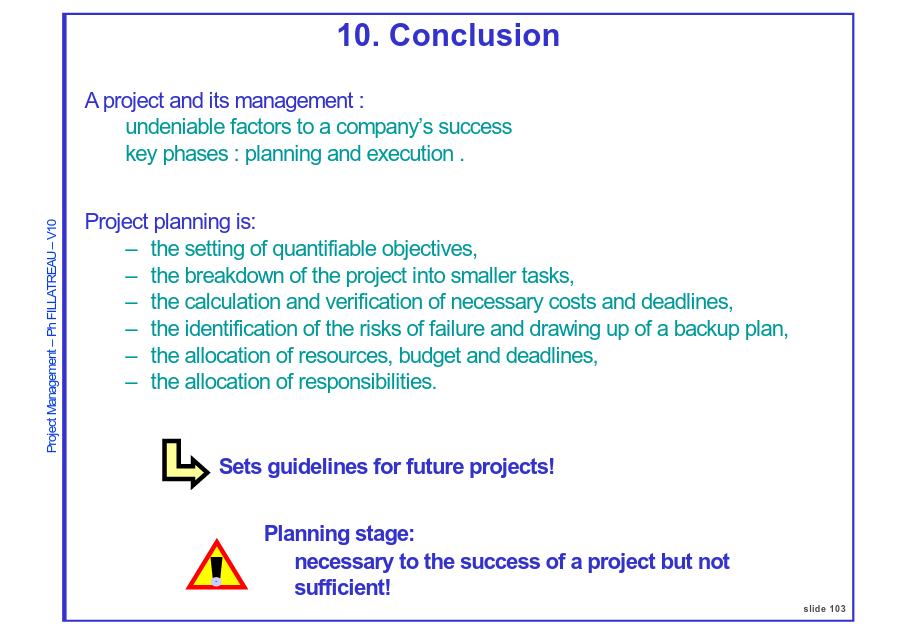 10. Conclusion
A project and its management :
undeniable factors to a company’s success
key phases : planning and execution .
Project planning is:
– the setting of quantifiable objectives,
– the breakdown of the project into smaller tasks,
– the calculation and verification of necessary costs and deadlines,
– the identification of the risks of failure and drawing up of a backup plan,
– the allocation of resources, budget and deadlines,
– the allocation of responsibilities.
Sets guidelines for future projects!
Planning stage:
necessary to the success of a project but not
sufficient!
Project Management – Ph FILLATREAU – V10
slide 103